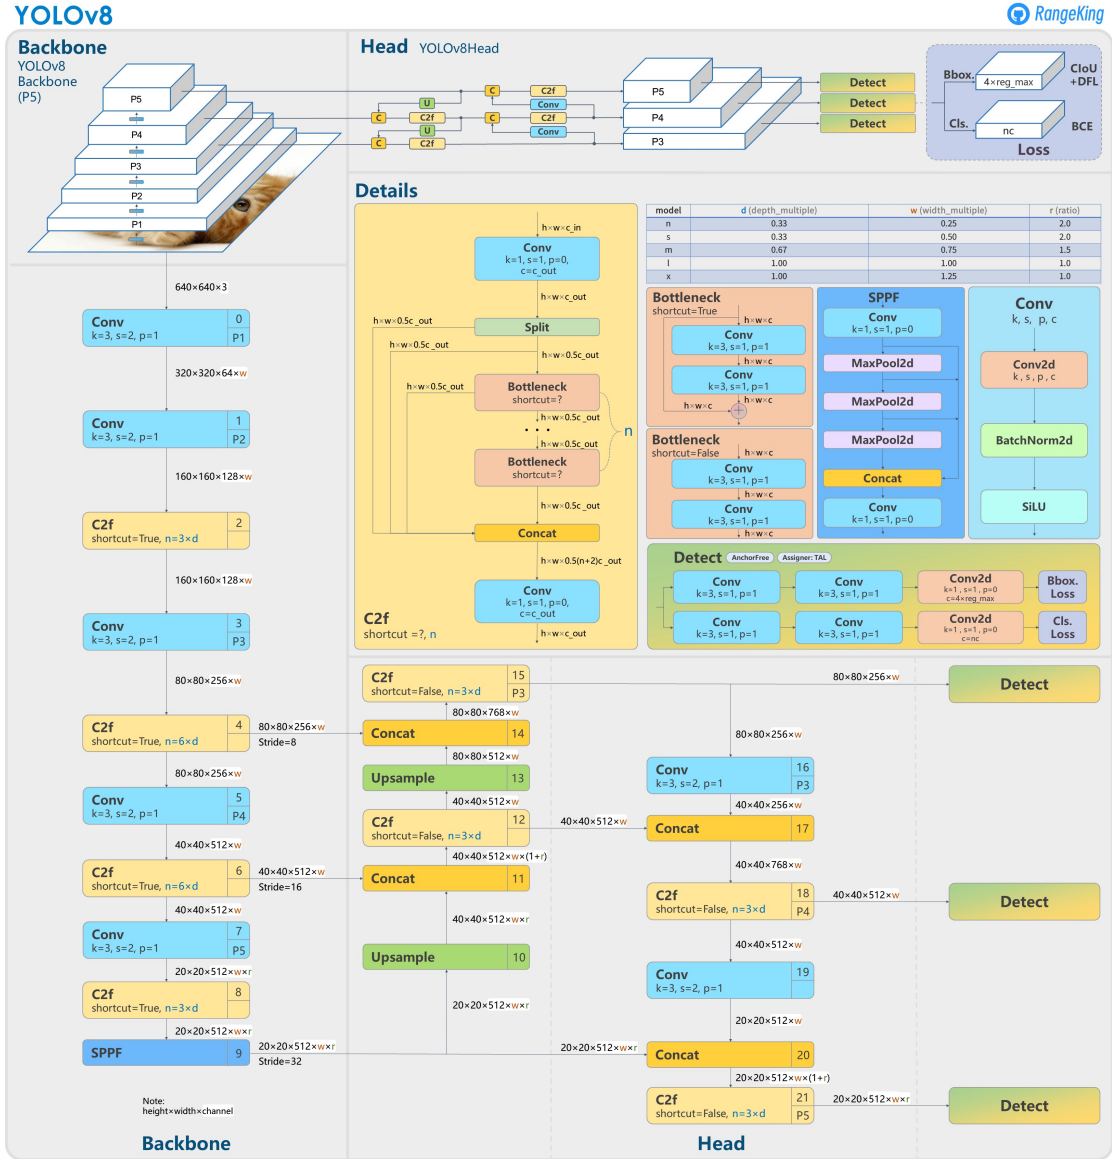 YOLOv8
RangeKing
Backbone
YOLOv8
Backbone
(P5)
P5
P4
P3
P2
P1
Head YOLOv8Head
U
U
C
C
C2f
C2f
C
C
C2f
Conv
C2f
Conv
P5
P4
P3
Detect
Detect
Detect
Bbox.
4×reg_max
CIoU
+DFL
Cls.
nc
BCE
Loss
640×640×3
Conv 0
k=3, s=2, p=1 P1
320×320×64×w
Conv 1
k=3, s=2, p=1 P2
160×160×128×w
C2f 2
shortcut=True, n=3×d
160×160×128×w
Conv 3
k=3, s=2, p=1 P3
80×80×256×w
C2f 4
shortcut=True, n=6×d
80×80×256×w
Stride=8
80×80×256×w
Conv 5
k=3, s=2, p=1 P4
40×40×512×w
C2f 6
shortcut=True, n=6×d
40×40×512×w
Stride=16
40×40×512×w
Conv 7
k=3, s=2, p=1 P5
20×20×512×w×r
C2f 8
shortcut=True, n=3×d
20×20×512×w×r
SPPF 9
20×20×512×w×r
Stride=32
Note:
height×width×channel
Backbone
Details
h×w×c_in
Conv
k=1, s=1, p=0,
c=c_out
h×w×c_out
h×w×0.5c_out
Split
h×w×0.5c_out
h×w×0.5c_out
h×w×0.5c_out
Bottleneck
shortcut=?
h×w×0.5c_out
• • •
h×w×0.5c_out
n
Bottleneck
shortcut=?
h×w×0.5c_out
Concat
h×w×0.5(n+2)c_out
Conv
k=1, s=1, p=0,
c=c_out
h×w×c_out
C2f
shortcut =?, n
model d (depth_multiple) w (width_multiple) r (ratio)
n 0.33 0.25 2.0
s 0.33 0.50 2.0
m 0.67 0.75 1.5
l 1.00 1.00 1.0
x 1.00 1.25 1.0
Bottleneck
shortcut=True
h×w×c
Conv
k=3, s=1, p=1
h×w×c
Conv
k=3, s=1, p=1
h×w×c
h×w×c
+
Bottleneck
shortcut=False
h×w×c
Conv
k=3, s=1, p=1
h×w×c
Conv
k=3, s=1, p=1
h×w×c
SPPF
Conv
k=1, s=1, p=0
MaxPool2d
MaxPool2d
MaxPool2d
Concat
Conv
k=1, s=1, p=0
Conv
k, s, p, c
Conv2d
k , s , p , c
BatchNorm2d
SiLU
Detect AnchorFree Assigner: TAL
Conv
k=3, s=1, p=1
Conv
k=3, s=1, p=1
Conv2d
k=1 , s=1 , p=0
c=4×reg_max
Bbox.
Loss
Conv
k=3, s=1, p=1
Conv
k=3, s=1, p=1
Conv2d
k=1 , s=1 , p=0
c=nc
Cls.
Loss
C2f 15
shortcut=False, n=3×d P3
80×80×768×w
Concat 14
80×80×512×w
Upsample 13
40×40×512×w
C2f 12
shortcut=False, n=3×d
40×40×512×w
40×40×512×w×(1+r)
Concat 11
40×40×512×w×r
Upsample 10
20×20×512×w×r
20×20×512×w×r
80×80×256×w
Detect
80×80×256×w
Conv 16
k=3, s=2, p=1 P3
40×40×256×w
Concat 17
40×40×768×w
C2f 18
shortcut=False, n=3×d P4
40×40×512×w
Detect
40×40×512×w
Conv 19
k=3, s=2, p=1
20×20×512×w
Concat 20
20×20×512×w×(1+r)
C2f 21
shortcut=False, n=3×d P5
20×20×512×w×r
Detect
Head